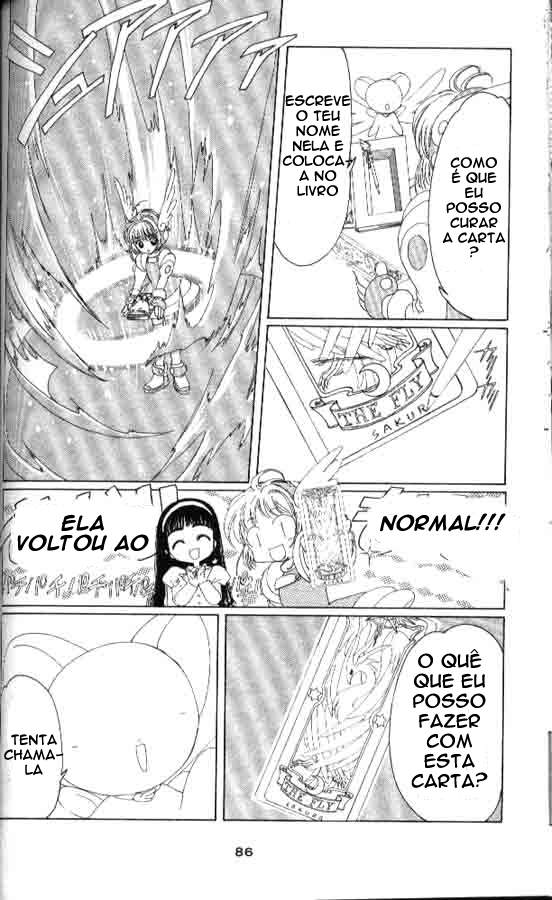 COMO
É QUE
EU
POSSO
CURAR
A CARTA
?
ESCREVE
O TEU
NOME
NELA E
COLOCA-
A NO
LIVRO
THE FLY
SAKURA
ELA
VOLTOU AO
NORMAL!!!
O QUÊ
QUE EU
POSSO
FAZER
COM
ESTA
CARTA?
THE FLY
SAKURA
TENTA
CHAMA-
LA
86